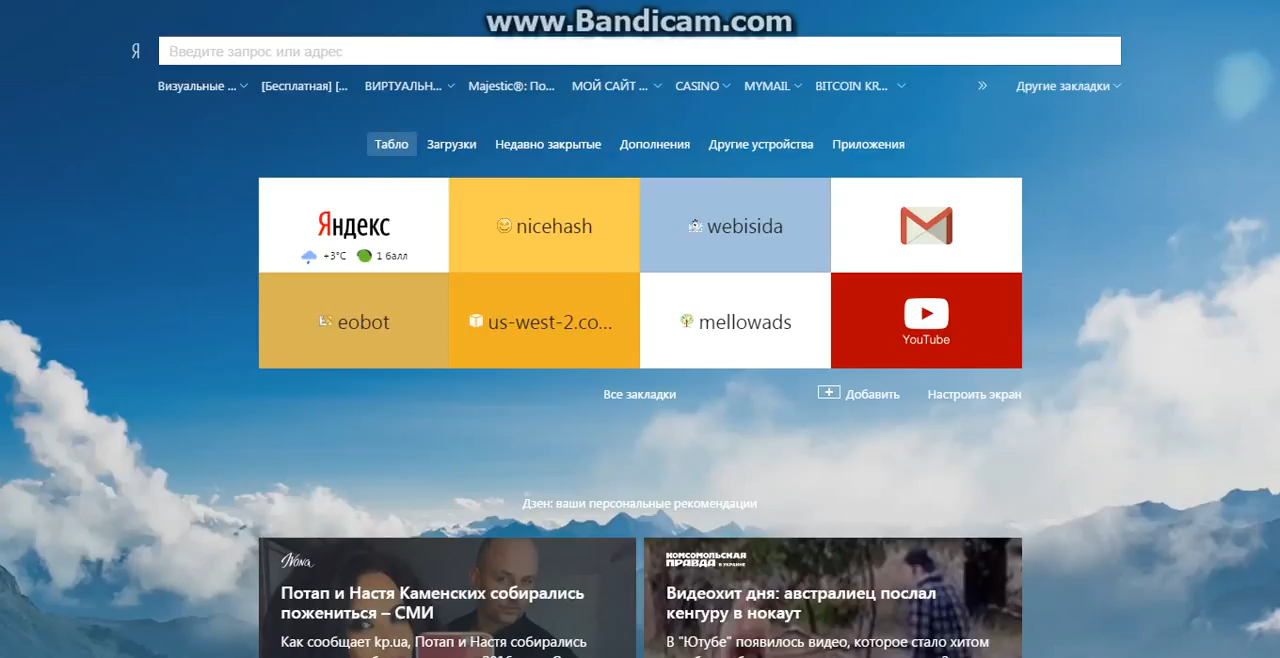 www.Bandicam.com
Я Введите запрос или адрес
Визуальные ... [Бесплатная] [... ВИРТУАЛЬН... Majestic®: По... МОЙ САЙТ ... CASINO MYMAIL BITCOIN KR... » Другие закладки
Табло Загрузки Недавно закрытые Дополнения Другие устройства Приложения
Яндекс
+3°C 1 балл
nicehash
webisida
eobot
us-west-2.co...
mellowads
YouTube
Все закладки Добавить Настроить экран
Дзен: ваши персональные рекомендации
Ivona
Потап и Настя Каменских собирались
пожениться – СМИ
Как сообщает kp.ua, Потап и Настя собирались
КОМСОМОЛЬСКАЯ
ПРАВДА В УКРАИНЕ
Видеохит дня: австралиец послал
кенгуру в нокаут
В "Ютубе" появилось видео, которое стало хитом